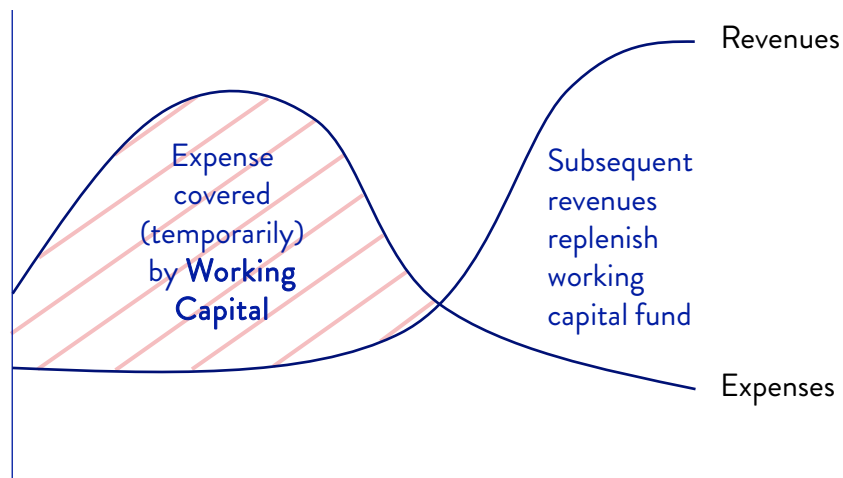 Revenues
Expense
covered
(temporarily)
by Working
Capital
Subsequent
revenues
replenish
working
capital fund
Expenses